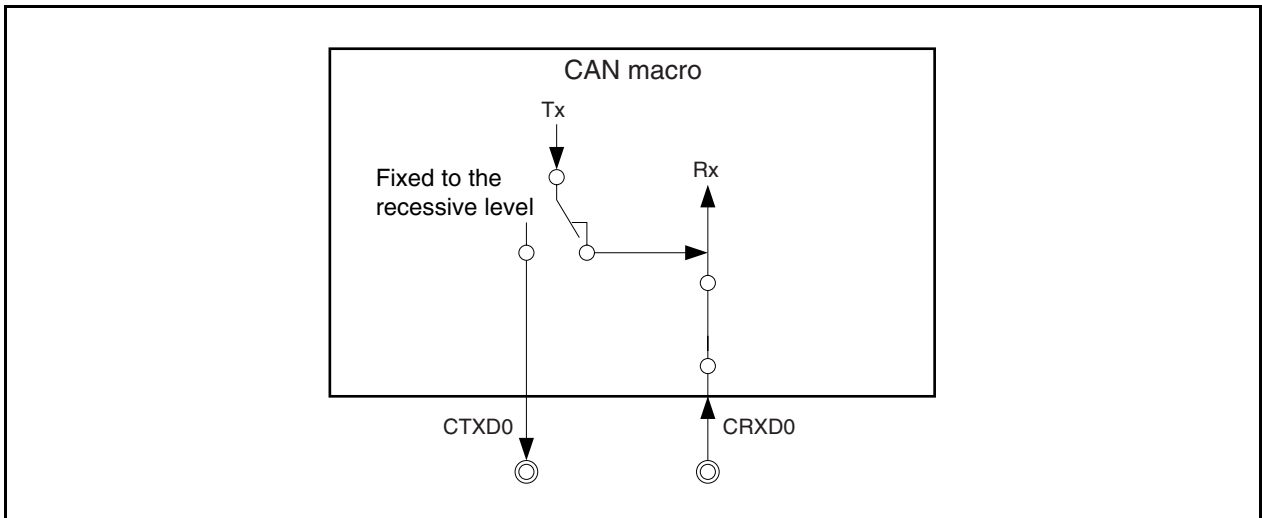 CAN macro
Tx
Rx
Fixed to the
recessive level
CTXD0
CRXD0